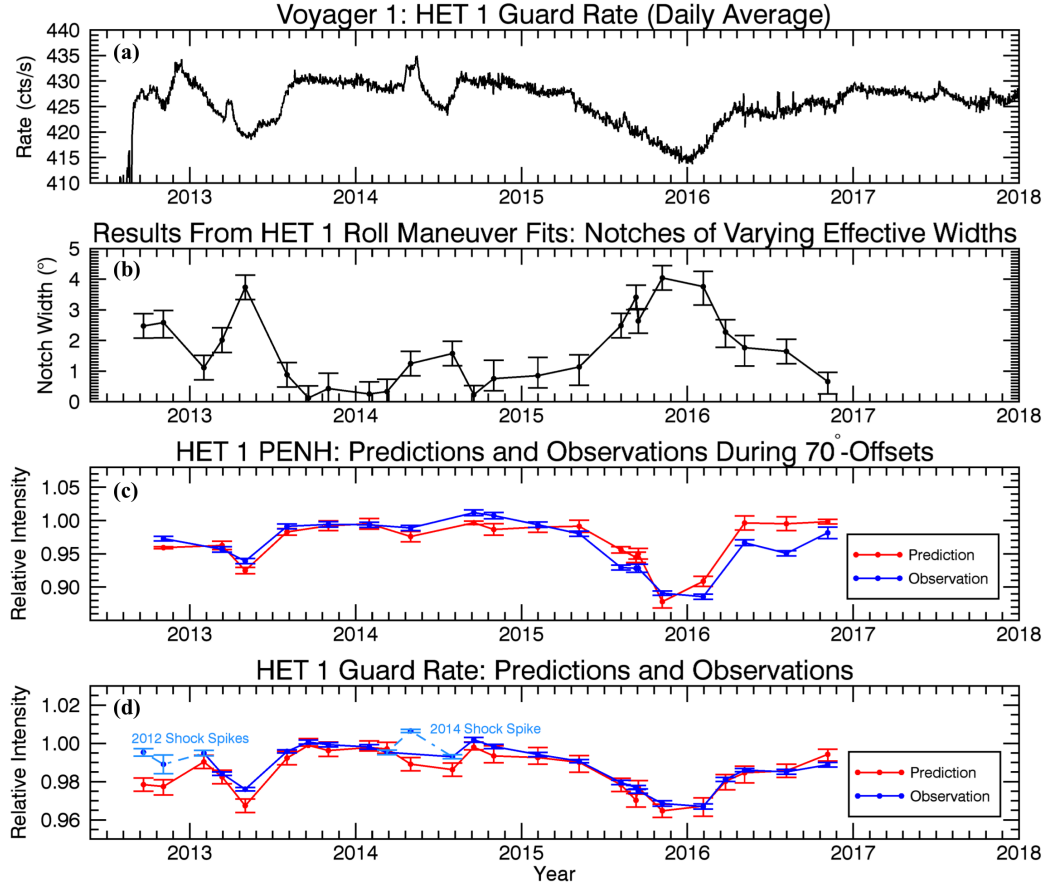 Voyager 1: HET 1 Guard Rate (Daily Average)
(a)
Rate (cts/s)
440
435
430
425
420
415
410
2013 2014 2015 2016 2017 2018
Results From HET 1 Roll Maneuver Fits: Notches of Varying Effective Widths
(b)
Notch Width (°)
5
4
3
2
1
0
2013 2014 2015 2016 2017 2018
HET 1 PENH: Predictions and Observations During 70°-Offsets
(c)
Relative Intensity
1.05
1.00
0.95
0.90
Prediction
Observation
2013 2014 2015 2016 2017 2018
HET 1 Guard Rate: Predictions and Observations
(d)
Relative Intensity
1.02
1.00
0.98
0.96
2012 Shock Spikes
2014 Shock Spike
Prediction
Observation
2013 2014 2015 2016 2017 2018
Year